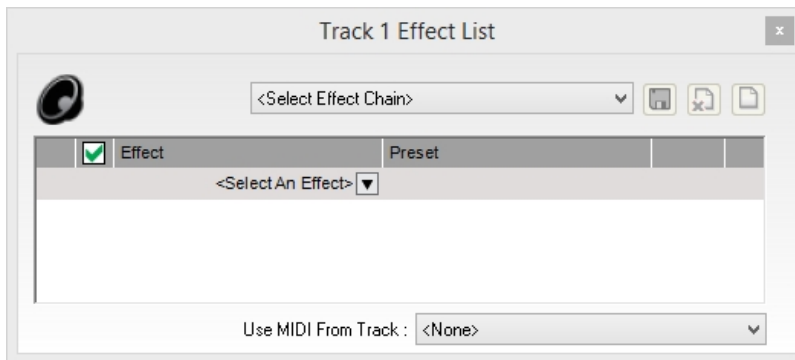 Track 1 Effect List
x
<Select Effect Chain>
Effect Preset
<Select An Effect>
Use MIDI From Track : <None>